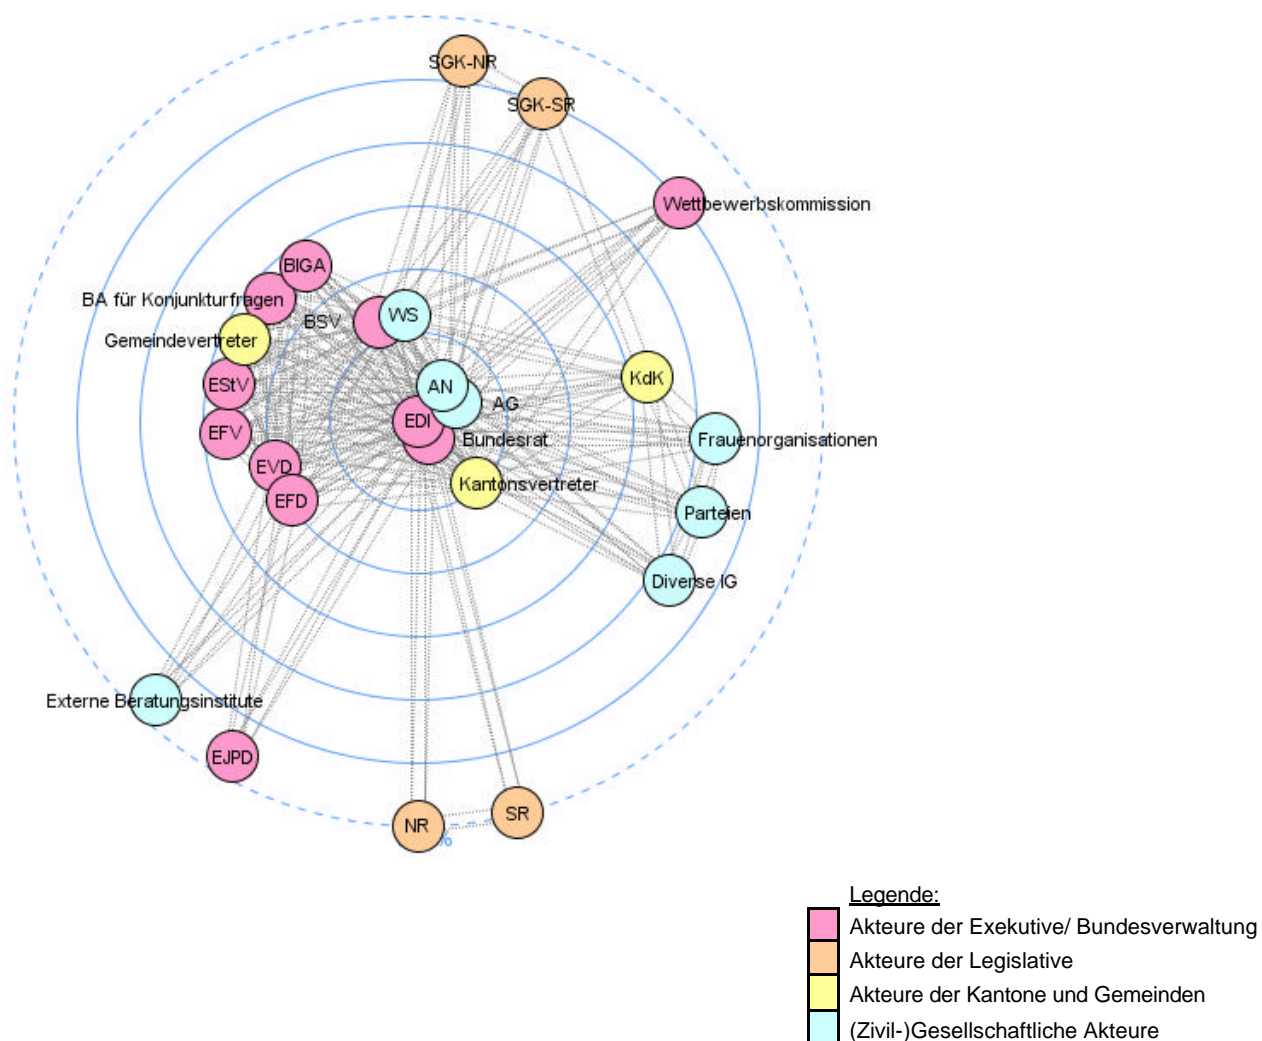 SGK-NR
SGK-SR
Wettbewerbskommission
BIGA
BA für Konjunkturfragen
BSV
WS
Gemeindevertreter
EStV
KdK
AN
AG
EDI
EFV
Bundesrat
Frauenorganisationen
EVD
Kantonsvertreter
EFD
Parteien
Diverse IG
Externe Beratungsinstitute
EJPD
NR
SR
%
Legende:
Akteure der Exekutive/ Bundesverwaltung
Akteure der Legislative
Akteure der Kantone und Gemeinden
(Zivil-)Gesellschaftliche Akteure